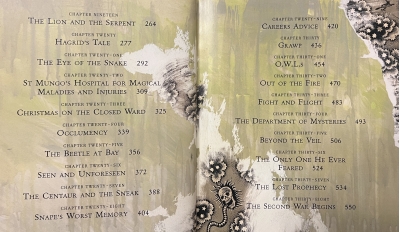 CHAPTER NINETEEN
THE LION AND THE SERPENT 264
CHAPTER TWENTY
HAGRID'S TALE 277
CHAPTER TWENTY-ONE
THE EYE OF THE SNAKE 292
CHAPTER TWENTY-TWO
ST MUNGO'S HOSPITAL FOR MAGICAL
MALADIES AND INJURIES 309
CHAPTER TWENTY-THREE
CHRISTMAS ON THE CLOSED WARD 325
CHAPTER TWENTY-FOUR
OCCLUMENCY 339
CHAPTER TWENTY-FIVE
THE BEETLE AT BAY 356
CHAPTER TWENTY-SIX
SEEN AND UNFORESEEN 372
CHAPTER TWENTY-SEVEN
THE CENTAUR AND THE SNEAK 388
CHAPTER TWENTY-EIGHT
SNAPE'S WORST MEMORY 404
CHAPTER TWENTY-NINE
CAREERS ADVICE 420
CHAPTER THIRTY
GRAWP 436
CHAPTER THIRTY-ONE
O.W.LS 454
CHAPTER THIRTY-TWO
OUT OF THE FIRE 470
CHAPTER THIRTY-THREE
FIGHT AND FLIGHT 483
CHAPTER THIRTY-FOUR
THE DEPARTMENT OF MYSTERIES 493
CHAPTER THIRTY-FIVE
BEYOND THE VEIL 506
CHAPTER THIRTY-SIX
THE ONLY ONE HE EVER
FEARED 524
CHAPTER THIRTY-SEVEN
THE LOST PROPHECY 534
CHAPTER THIRTY-EIGHT
THE SECOND WAR BEGINS 550